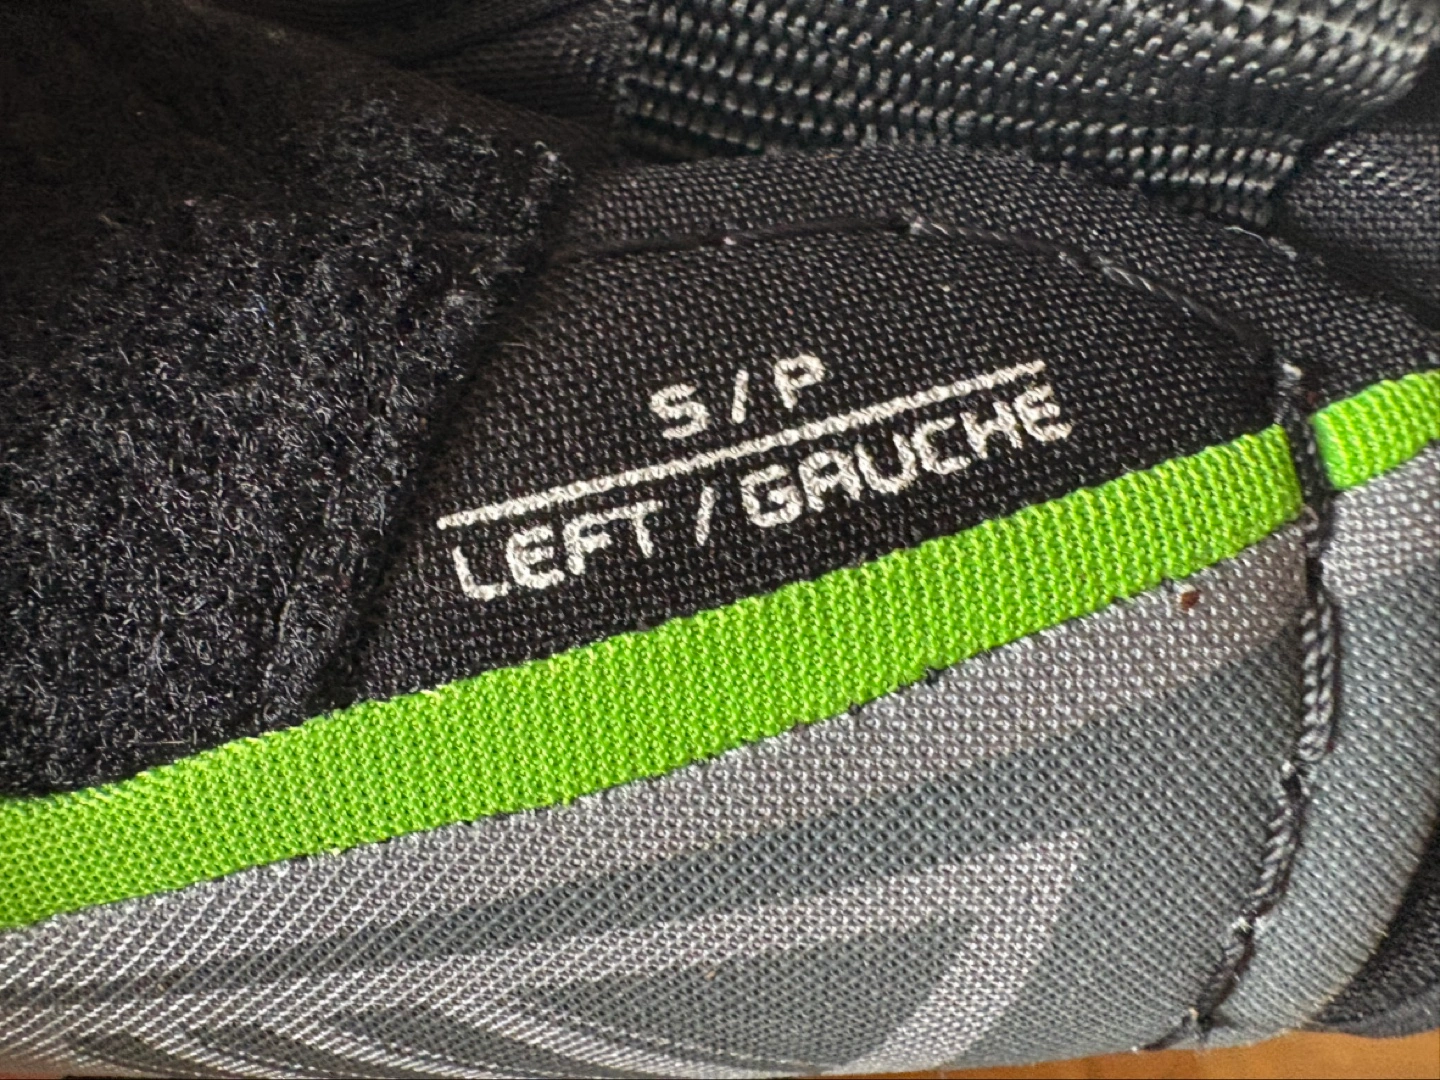 S / P
LEFT / GAUCHE